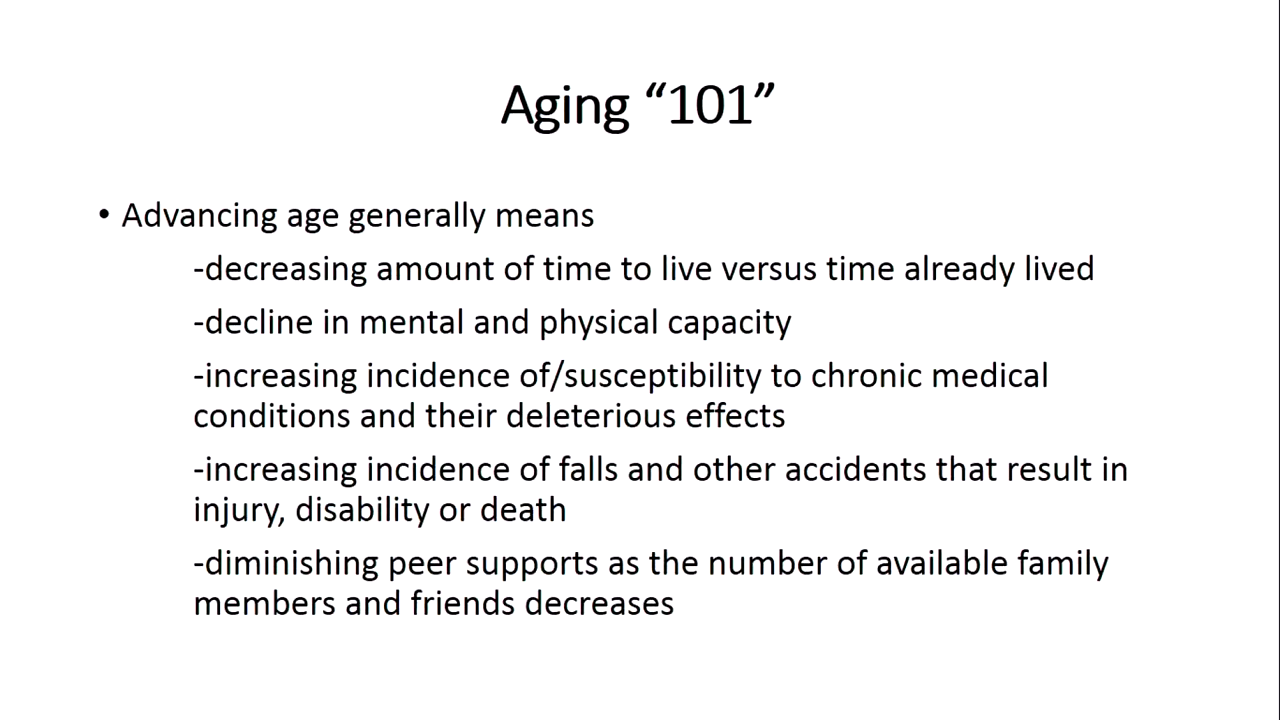 Aging “101”
• Advancing age generally means
-decreasing amount of time to live versus time already lived
-decline in mental and physical capacity
-increasing incidence of/susceptibility to chronic medical
conditions and their deleterious effects
-increasing incidence of falls and other accidents that result in
injury, disability or death
-diminishing peer supports as the number of available family
members and friends decreases